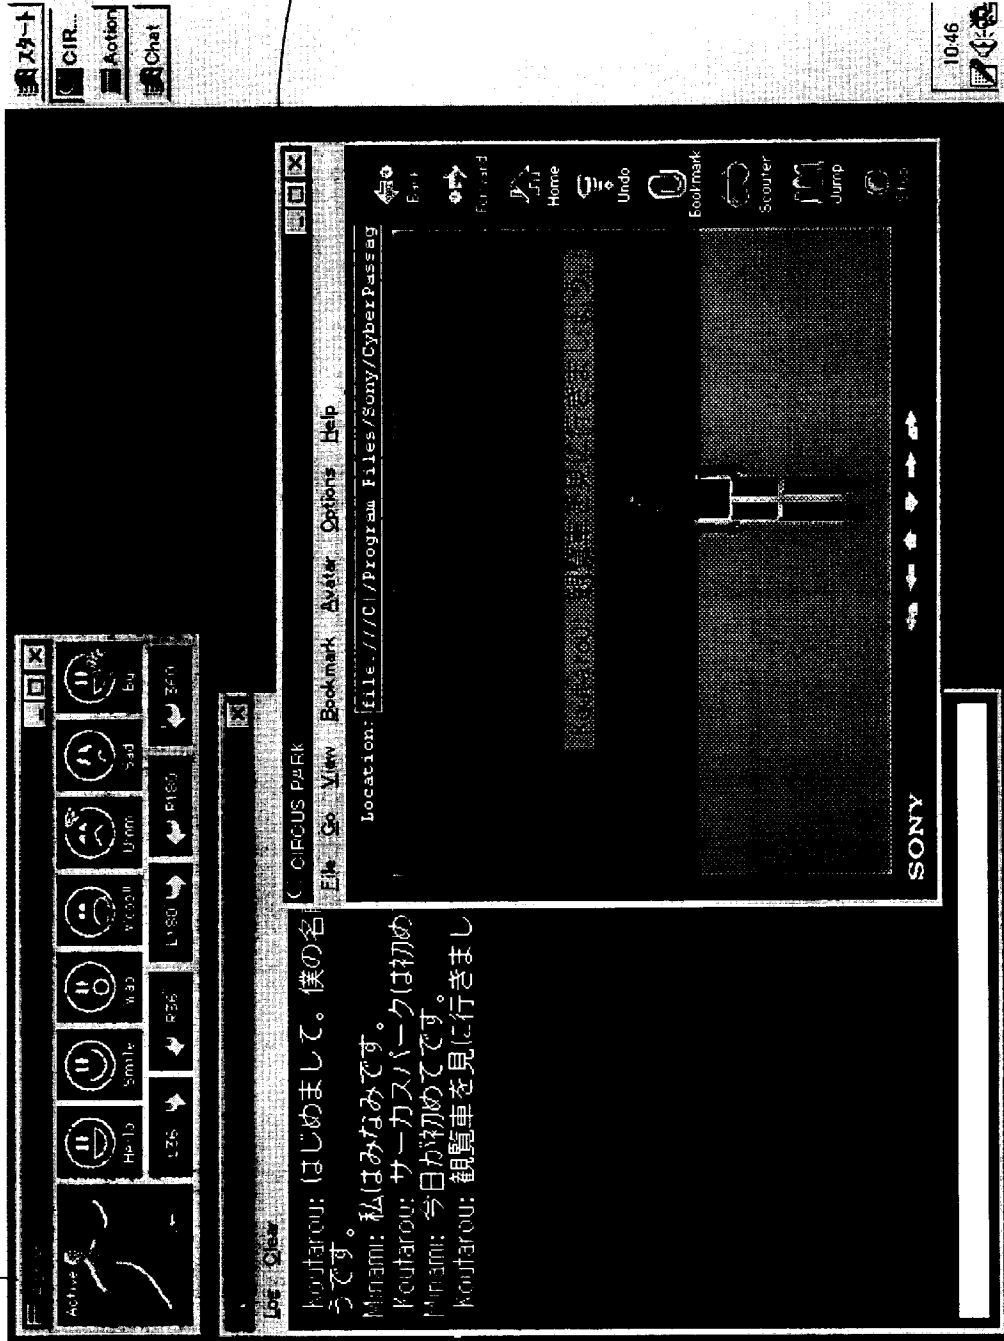 スタート
CIR...
Action
Chat
10:46
Active
Hello
Smile
Wao
Sad
L36
R36
L180
R180
360
Log
Clear
Koutarou: はじめまして。僕の名
うです。
Minami: 私はみなみです。
Koutarou: サーカスパークは初め
Minami: 今日が初めてです。
Koutarou: 観覧車を見に行きまし
CIRCUS PARK
File Go View Bookmark Avatar Options Help
Location: file:///C|/Program Files/Sony/CyberPassag
Back
Forward
Home
Undo
Bookmark
Scouter
Jump
Stop
SONY